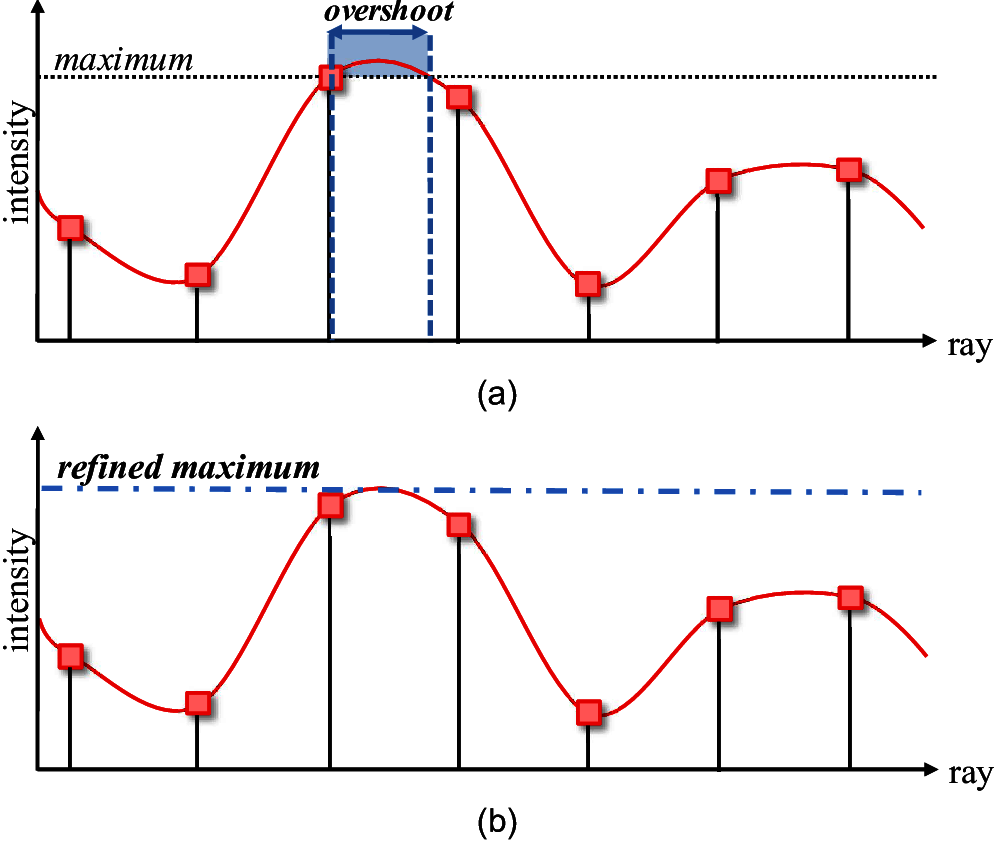 overshoot
maximum
intensity
ray
(a)
refined maximum
intensity
ray
(b)